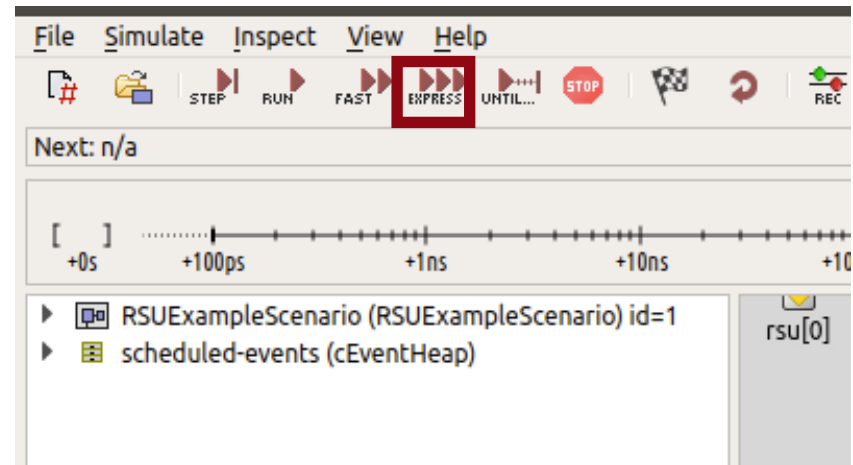 File Simulate Inspect View Help
STEP RUN FAST EXPRESS UNTIL... STOP REC
Next: n/a
[ ]
+0s +100ps +1ns +10ns +10
RSUExampleScenario (RSUExampleScenario) id=1
scheduled-events (cEventHeap)
rsu[0]